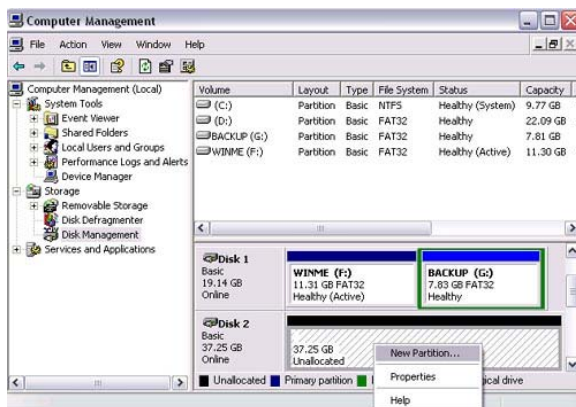 Computer Management
File Action View Window Help
Computer Management (Local)
System Tools
Event Viewer
Shared Folders
Local Users and Groups
Performance Logs and Alerts
Device Manager
Storage
Removable Storage
Disk Defragmenter
Disk Management
Services and Applications
Volume Layout Type File System Status Capacity
(C:) Partition Basic NTFS Healthy (System) 9.77 GB
(D:) Partition Basic FAT32 Healthy 22.09 GB
BACKUP (G:) Partition Basic FAT32 Healthy 7.81 GB
WINME (F:) Partition Basic FAT32 Healthy (Active) 11.30 GB
Disk 1
Basic
19.14 GB
Online
WINME (F:)
11.31 GB FAT32
Healthy (Active)
BACKUP (G:)
7.83 GB FAT32
Healthy
Disk 2
Basic
37.25 GB
Online
37.25 GB
Unallocated
New Partition...
Properties
Help
Unallocated Primary partition drive